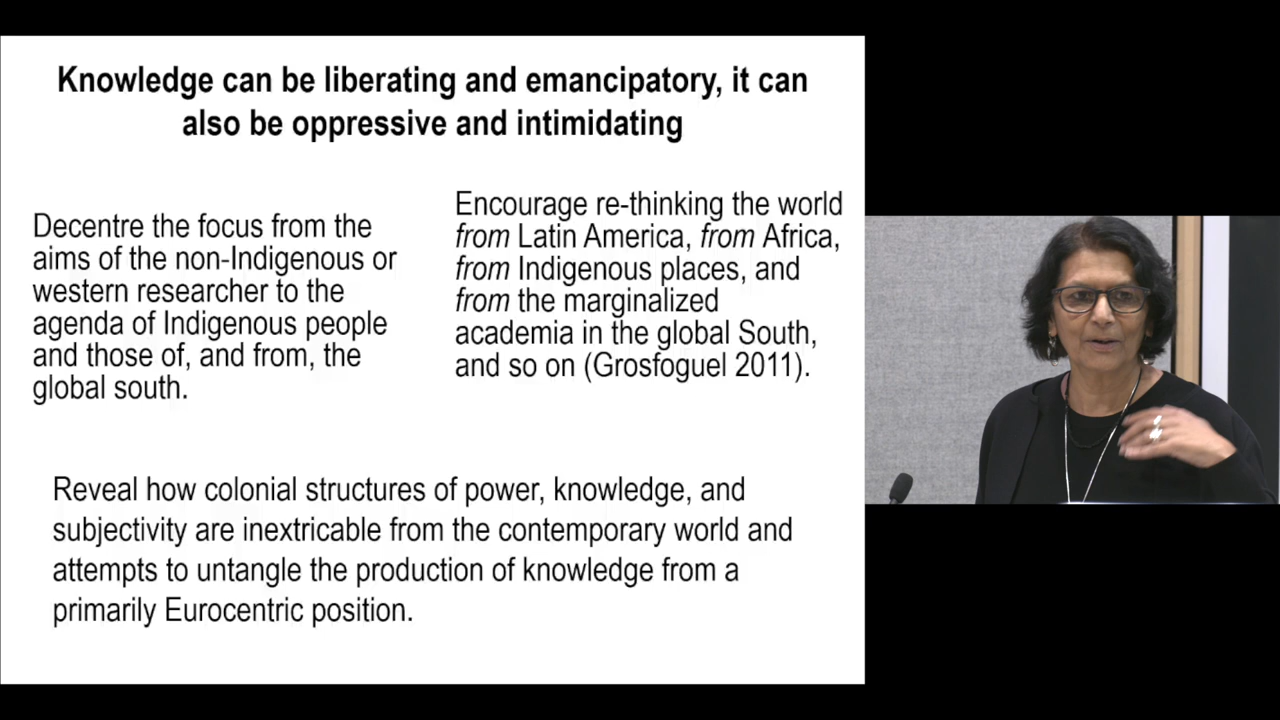 Knowledge can be liberating and emancipatory, it can
also be oppressive and intimidating
Decentre the focus from the
aims of the non-Indigenous or
western researcher to the
agenda of Indigenous people
and those of, and from, the
global south.
Encourage re-thinking the world
from Latin America, from Africa,
from Indigenous places, and
from the marginalized
academia in the global South,
and so on (Grosfoguel 2011).
Reveal how colonial structures of power, knowledge, and
subjectivity are inextricable from the contemporary world and
attempts to untangle the production of knowledge from a
primarily Eurocentric position.